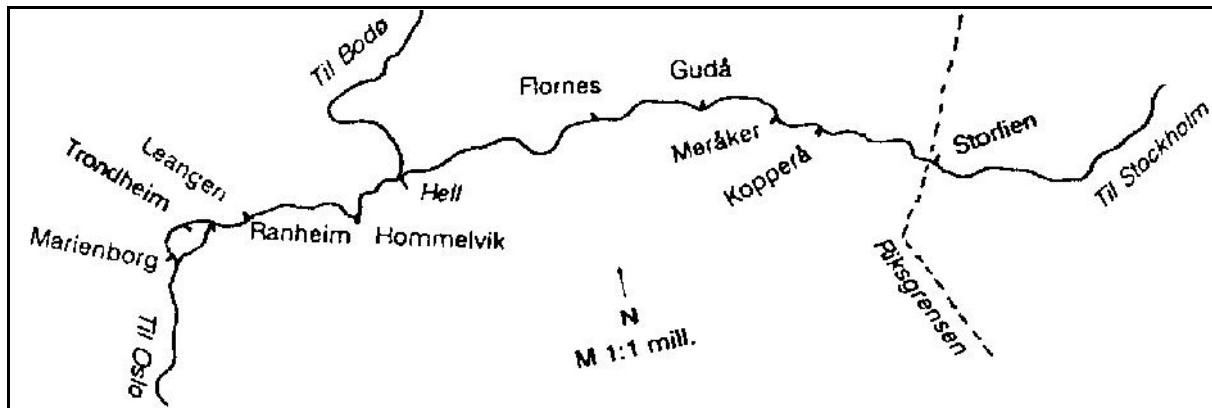 Til Bodø
Flornes
Gudå
Meråker
Kopperå
Storlien
Til Stockholm
Leangen
Trondheim
Hell
Marienborg
Ranheim
Hommelvik
Riksgrensen
N
M 1:1 mill.
Til Oslo